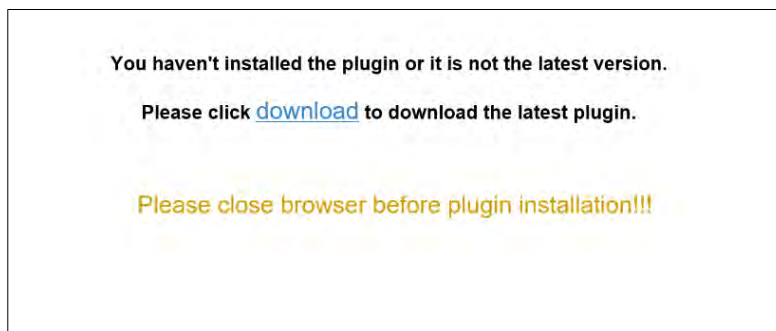 You haven't installed the plugin or it is not the latest version.
Please click download to download the latest plugin.
Please close browser before plugin installation!!!